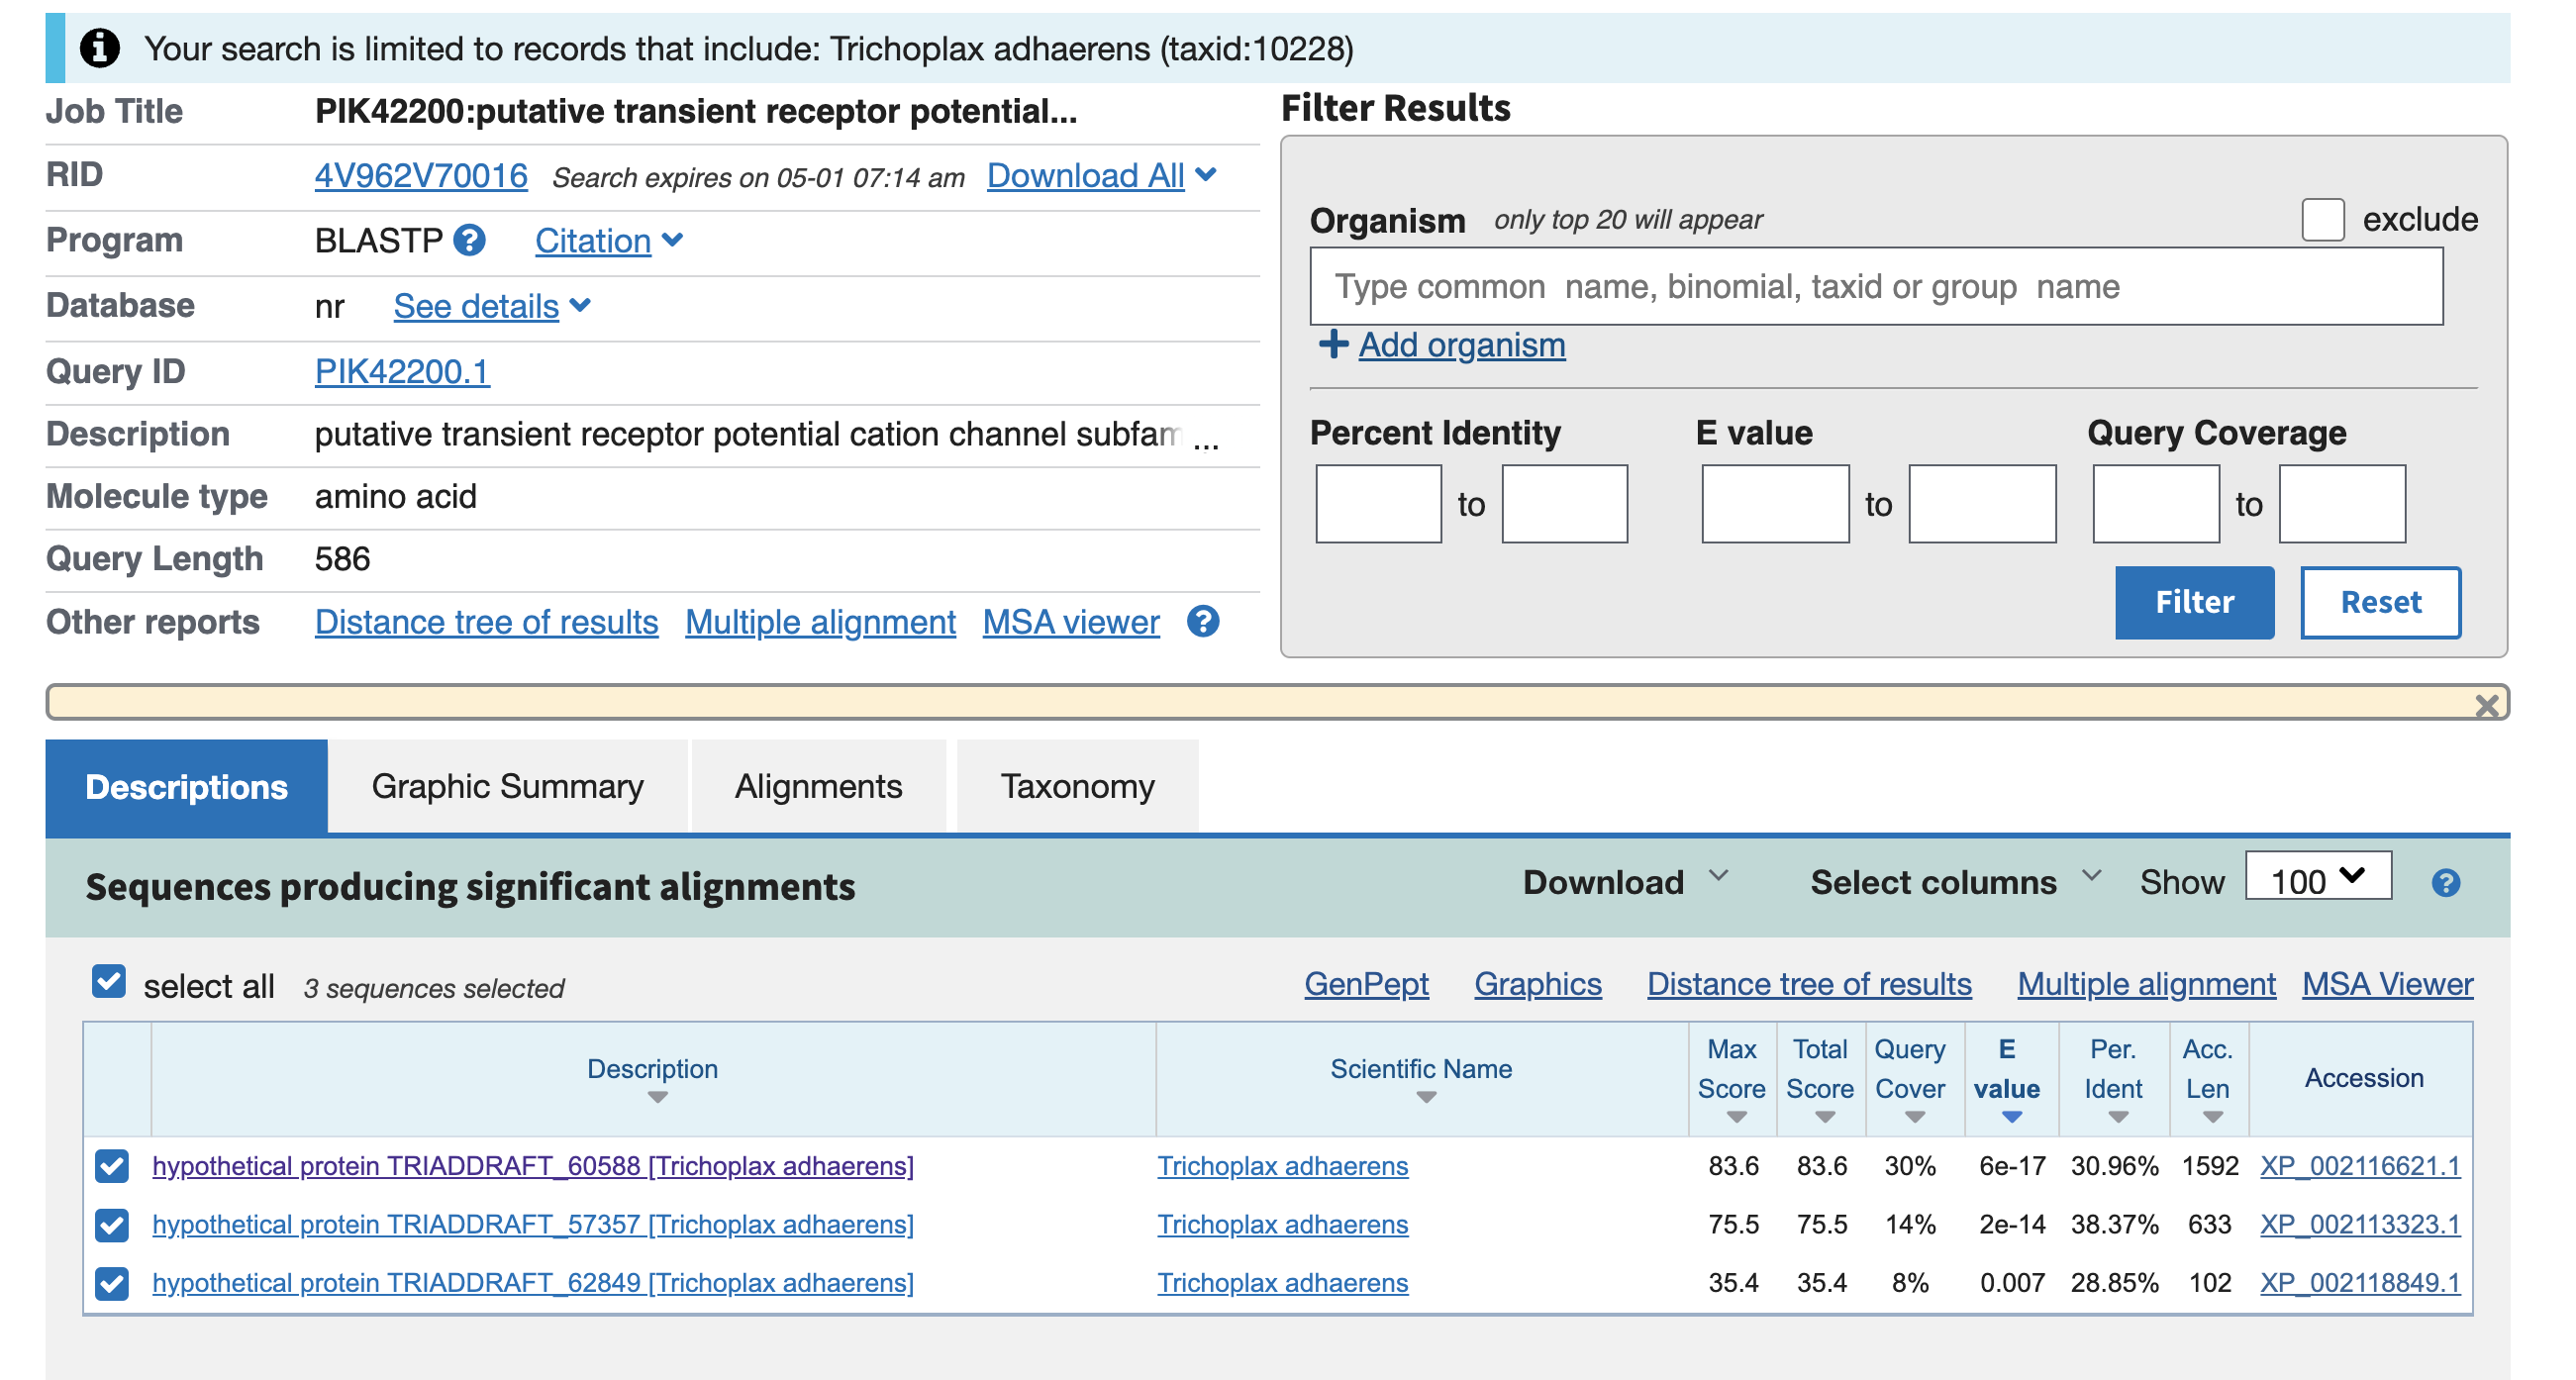 Your search is limited to records that include: Trichoplax adhaerens (taxid:10228)
Job Title PIK42200:putative transient receptor potential...
RID 4V962V70016 Search expires on 05-01 07:14 am Download All
Program BLASTP Citation
Database nr See details
Query ID PIK42200.1
Description putative transient receptor potential cation channel subfam ...
Molecule type amino acid
Query Length 586
Other reports Distance tree of results Multiple alignment MSA viewer
Filter Results
Organism only top 20 will appear exclude
Type common name, binomial, taxid or group name
Add organism
Percent Identity E value Query Coverage
to to to
Filter Reset
Descriptions Graphic Summary Alignments Taxonomy
Sequences producing significant alignments Download Select columns Show 100
select all 3 sequences selected GenPept Graphics Distance tree of results Multiple alignment MSA Viewer
Description Scientific Name Max Score Total Score Query Cover E value Per. Ident Acc. Len Accession
hypothetical protein TRIADDRAFT_60588 [Trichoplax adhaerens] Trichoplax adhaerens 83.6 83.6 30% 6e-17 30.96% 1592 XP_002116621.1
hypothetical protein TRIADDRAFT_57357 [Trichoplax adhaerens] Trichoplax adhaerens 75.5 75.5 14% 2e-14 38.37% 633 XP_002113323.1
hypothetical protein TRIADDRAFT_62849 [Trichoplax adhaerens] Trichoplax adhaerens 35.4 35.4 8% 0.007 28.85% 102 XP_002118849.1